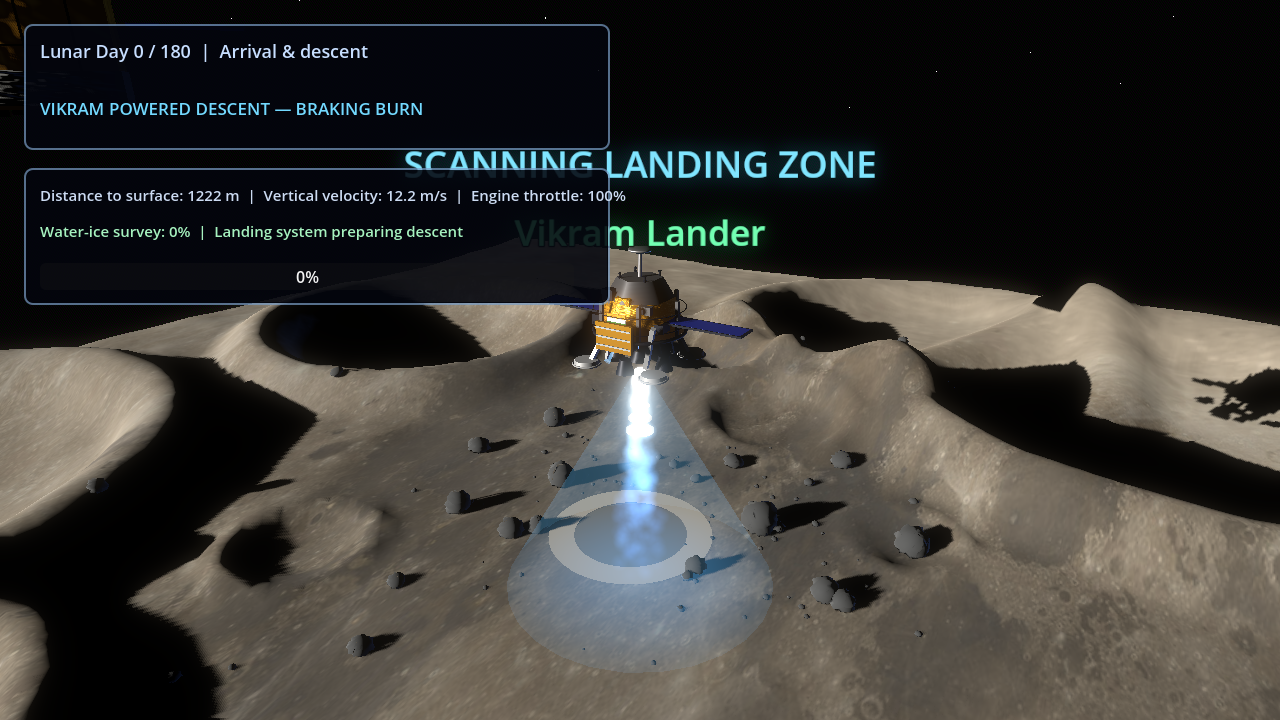 Lunar Day 0 / 180 | Arrival & descent
VIKRAM POWERED DESCENT — BRAKING BURN
SCANNING LANDING ZONE
Distance to surface: 1222 m | Vertical velocity: 12.2 m/s | Engine throttle: 100%
Water-ice survey: 0% | Landing system preparing descent
Vikram Lander
0%